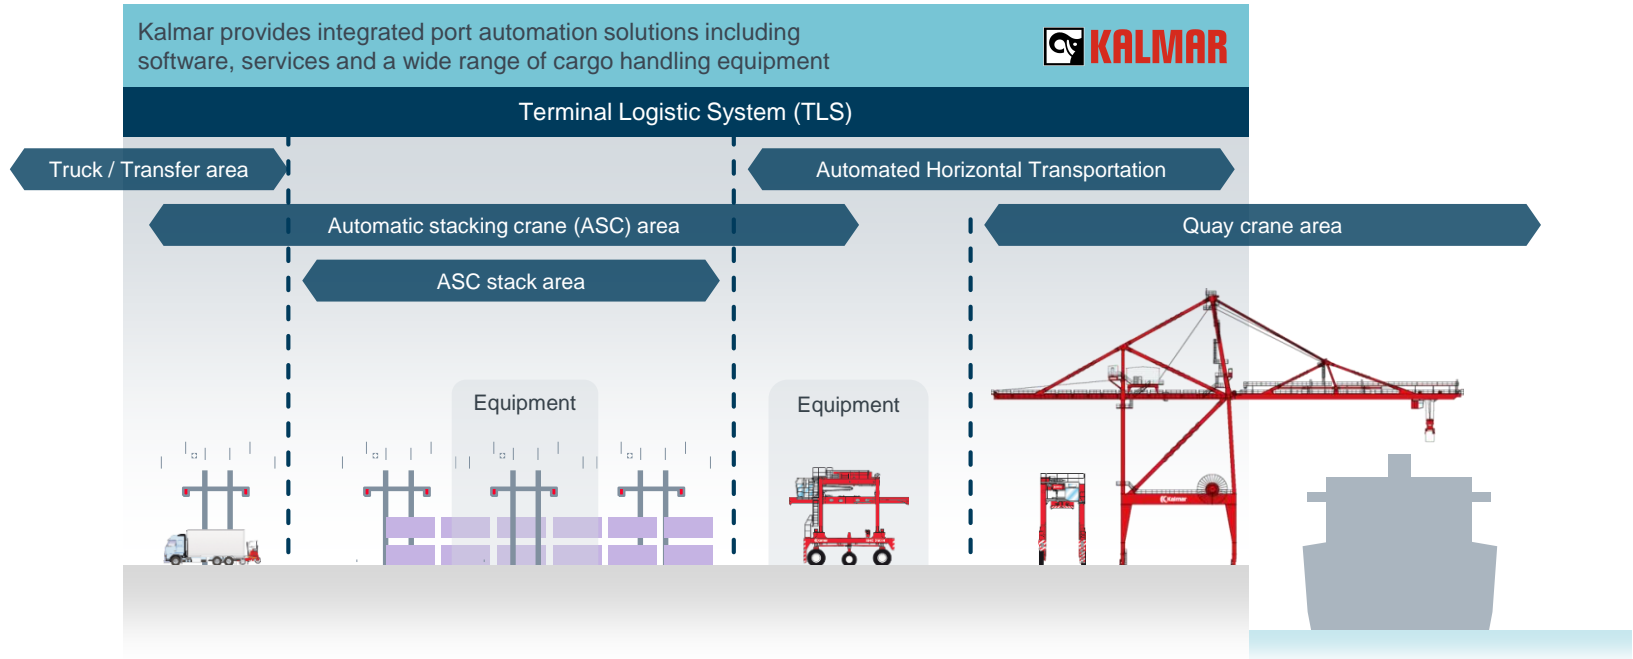 Kalmar provides integrated port automation solutions including
software, services and a wide range of cargo handling equipment
KALMAR
Terminal Logistic System (TLS)
Truck / Transfer area
Automated Horizontal Transportation
Automatic stacking crane (ASC) area
Quay crane area
ASC stack area
Equipment
Equipment
Kalmar